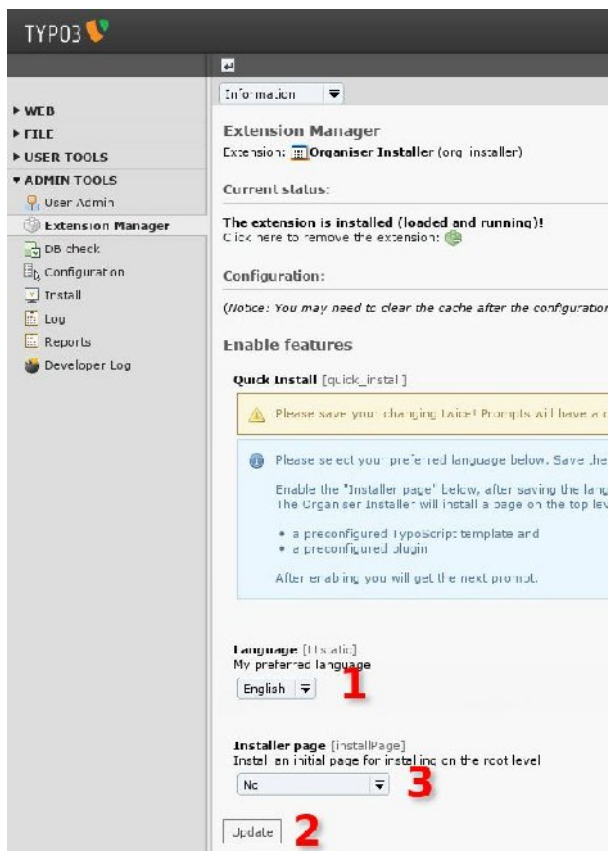 TYPO3
Information
WEB
FILE
USER TOOLS
ADMIN TOOLS
User Admin
Extension Manager
DB check
Configuration
Install
Log
Reports
Developer Log
Extension Manager
Extension: Organiser Installer (org_installer)
Current status:
The extension is installed (loaded and running)!
Click here to remove the extension:
Configuration:
(Notice: You may need to clear the cache after the configuration
Enable features
Quick Install [quick_install]
Please save your changing twice! Prompts will have a
Please select your preferred language below. Save the
Enable the "Installer page" below, after saving the
The Organiser Installer will install a page on the top
• a preconfigured TypoScript template and
• a preconfigured plugin
After enabling you will get the next prompt.
Language [LLstatic]
My preferred language
English
1
Installer page [installPage]
Install an initial page for installing on the root level
No
3
Update
2